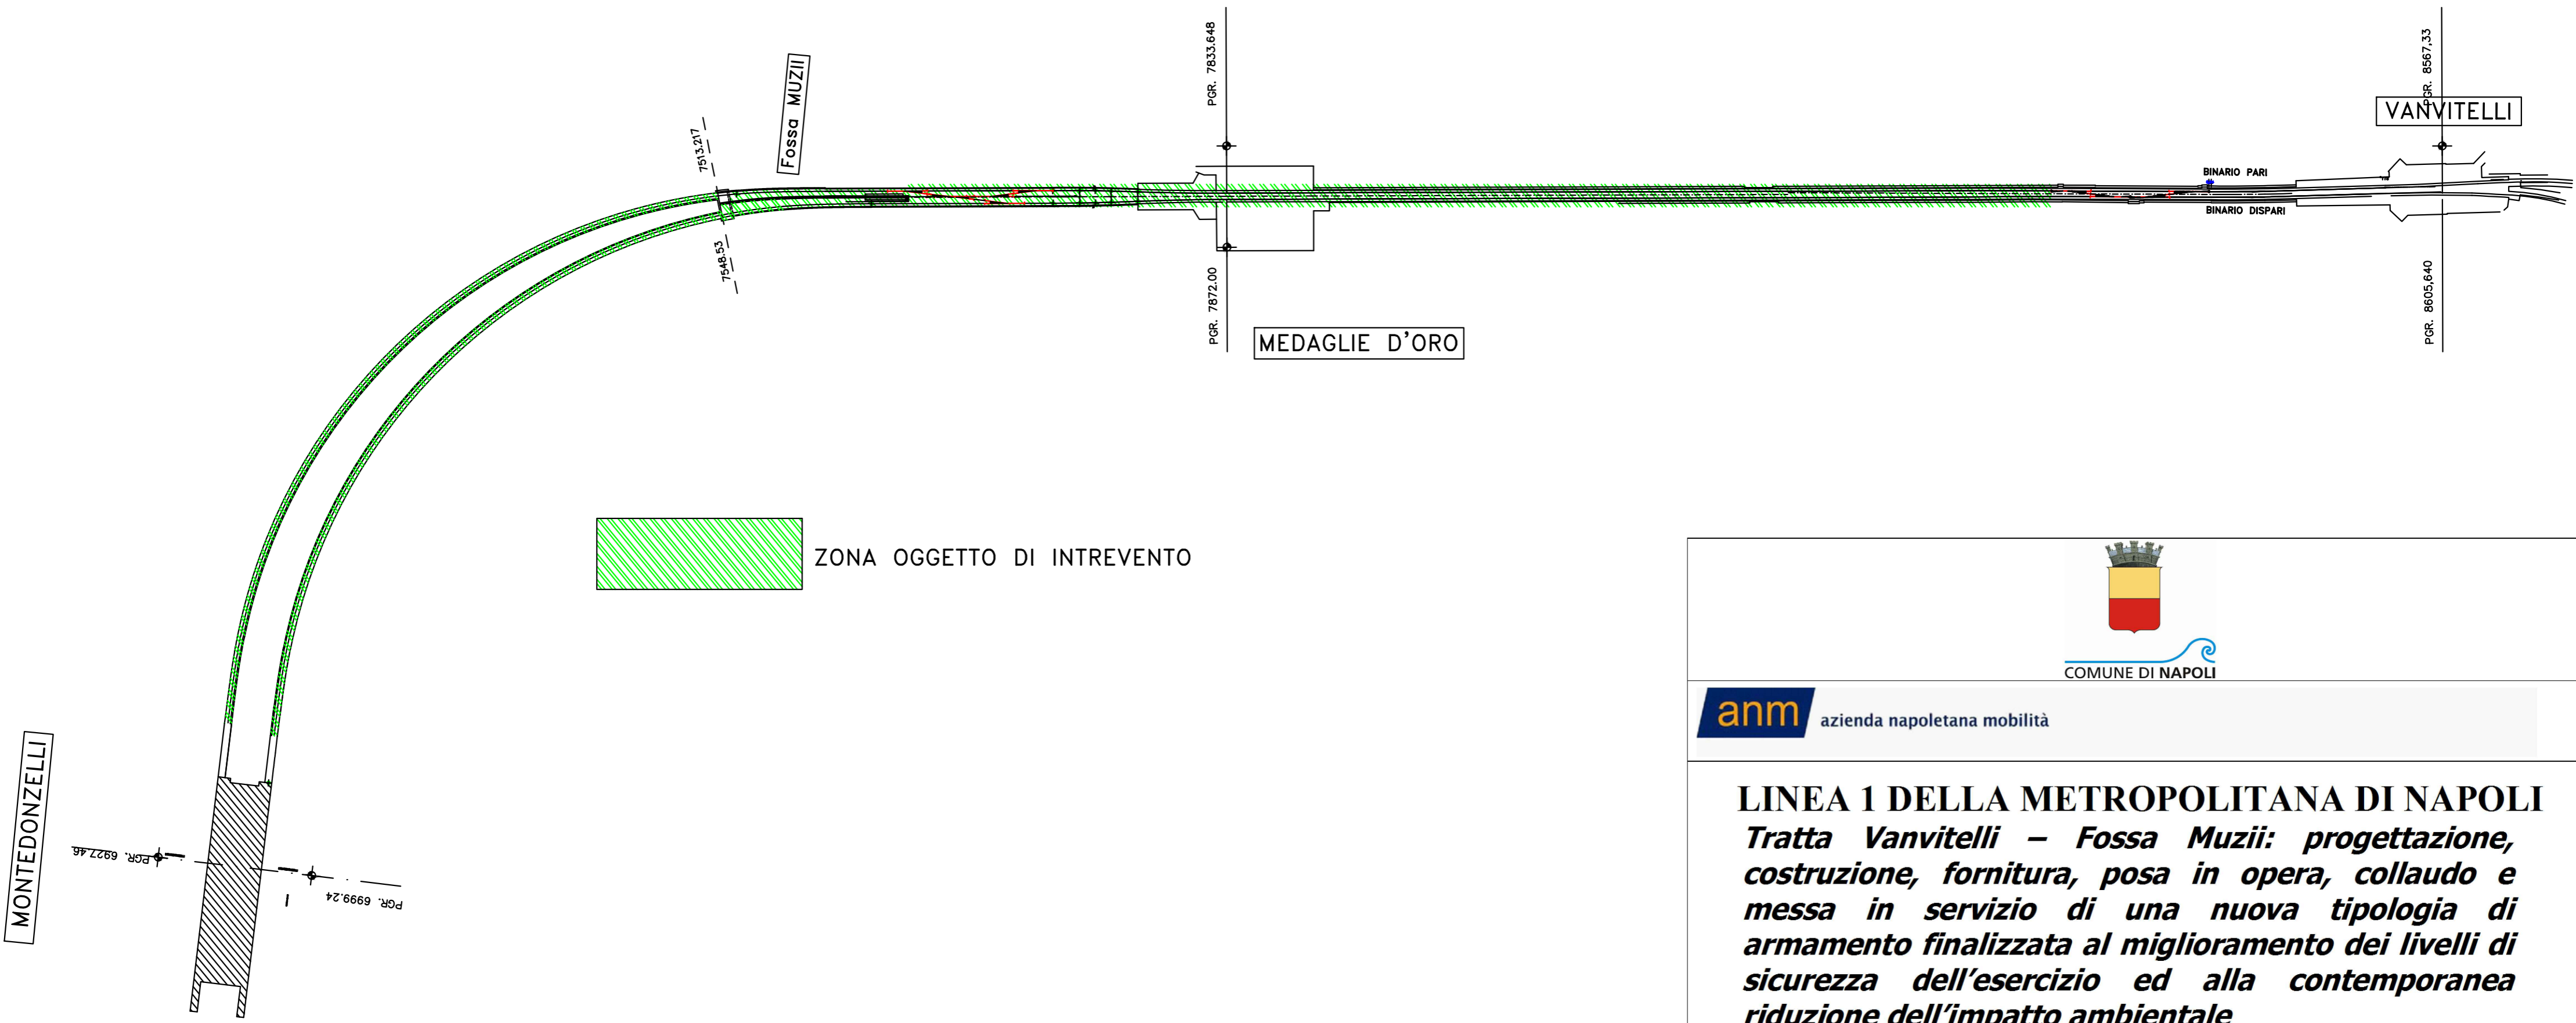 PGR. 7833.648
PGR. 8567,33
Fossa MUZII
VANVITELLI
7513.217
BINARIO PARI
BINARIO DISPARI
7548.53
PGR. 7872.00
PGR. 8605,640
MEDAGLIE D'ORO
ZONA OGGETTO DI INTREVENTO
COMUNE DI NAPOLI
anm azienda napoletana mobilità
MONTEDONZELLI
PGR. 6927.46
PGR. 6999.24
LINEA 1 DELLA METROPOLITANA DI NAPOLI
Tratta Vanvitelli – Fossa Muzii: progettazione,
costruzione, fornitura, posa in opera, collaudo e
messa in servizio di una nuova tipologia di
armamento finalizzata al miglioramento dei livelli di
sicurezza dell'esercizio ed alla contemporanea
riduzione dell'impatto ambientale